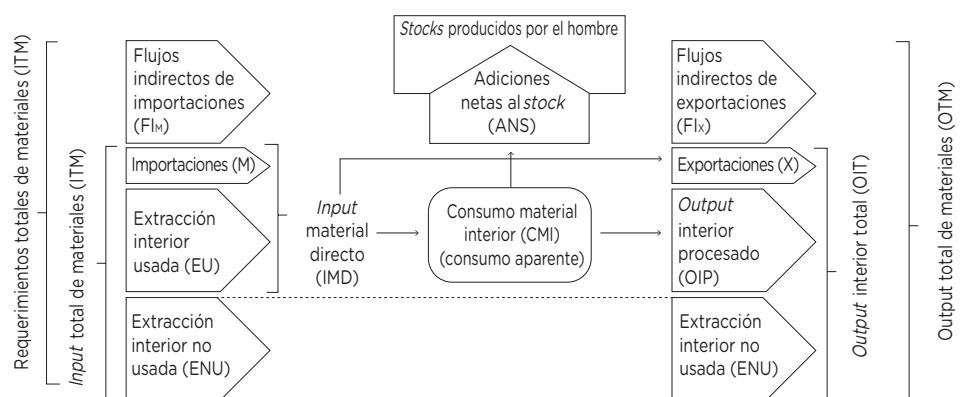 Requerimientos totales de materiales (ITM)
Input total de materiales (ITM)
Flujos
indirectos de
importaciones
(FIM)
Importaciones (M)
Extracción
interior
usada (EU)
Extracción
interior no
usada (ENU)
Input
material
directo
(IMD)
Stocks producidos por el hombre
Adiciones
netas al stock
(ANS)
Consumo material
interior (CMI)
(consumo aparente)
Flujos
indirectos de
exportaciones
(FIX)
Exportaciones (X)
Output
interior
procesado
(OIP)
Extracción
interior no
usada (ENU)
Output interior total (OIT)
Output total de materiales (OTM)